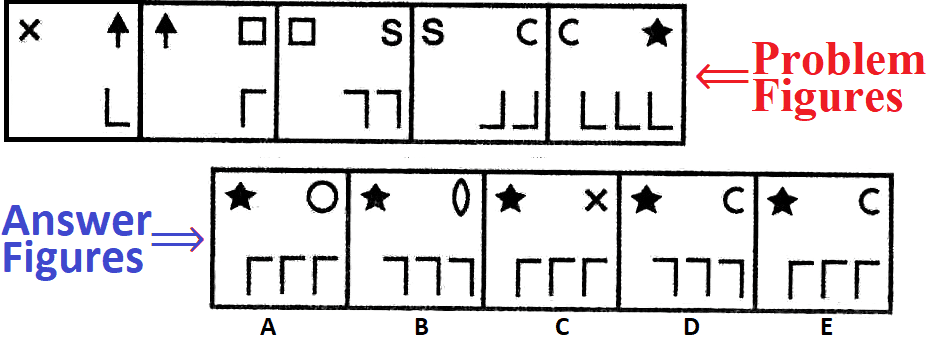 S S C C
Problem
Figures
Answer
Figures
C C
A B C D E